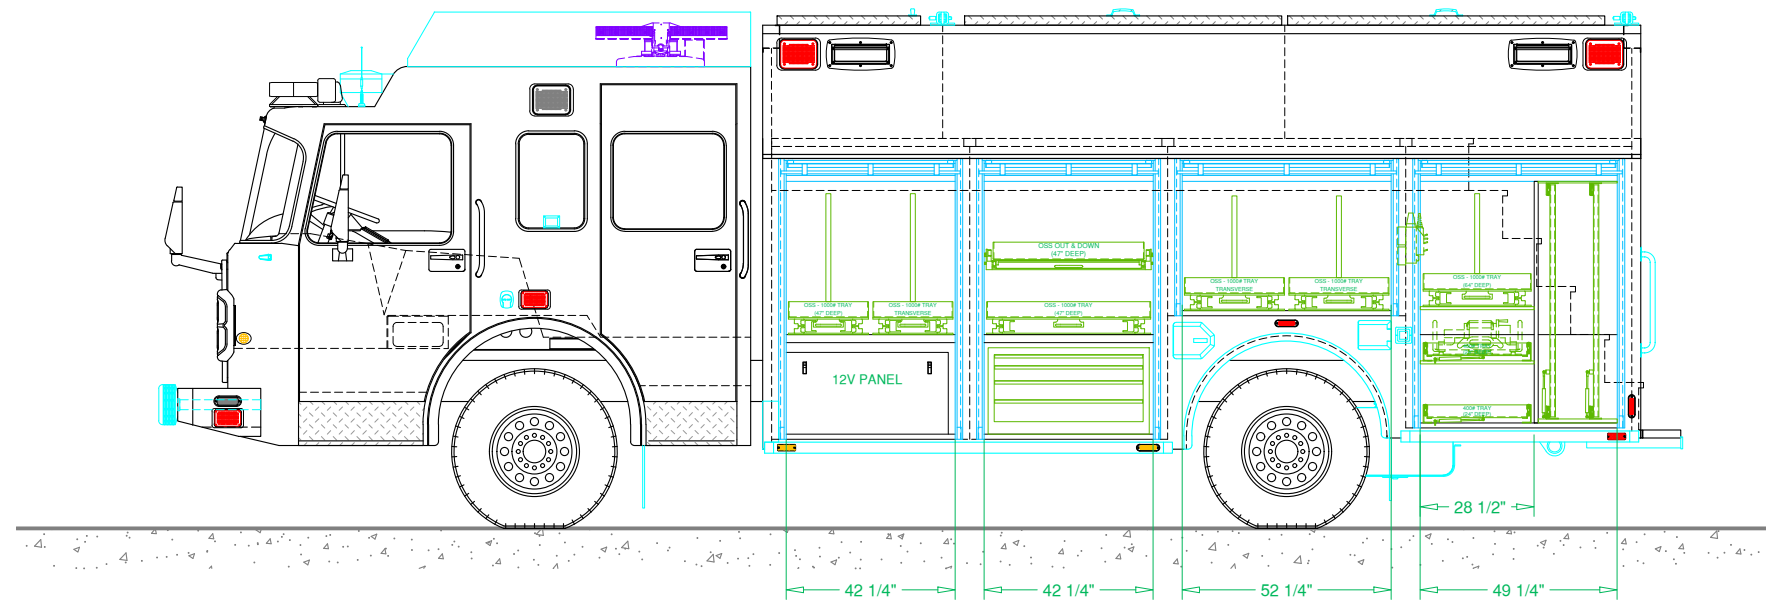 OSS OUT & DOWN
(47" DEEP)
OSS - 1000# TRAY
(47" DEEP)
OSS - 1000# TRAY
TRANSVERSE
OSS - 1000# TRAY
(47" DEEP)
OSS - 1000# TRAY
TRANSVERSE
OSS - 1000# TRAY
TRANSVERSE
OSS - 1000# TRAY
(64" DEEP)
12V PANEL
400# TRAY
(24" DEEP)
28 1/2"
42 1/4"
42 1/4"
52 1/4"
49 1/4"